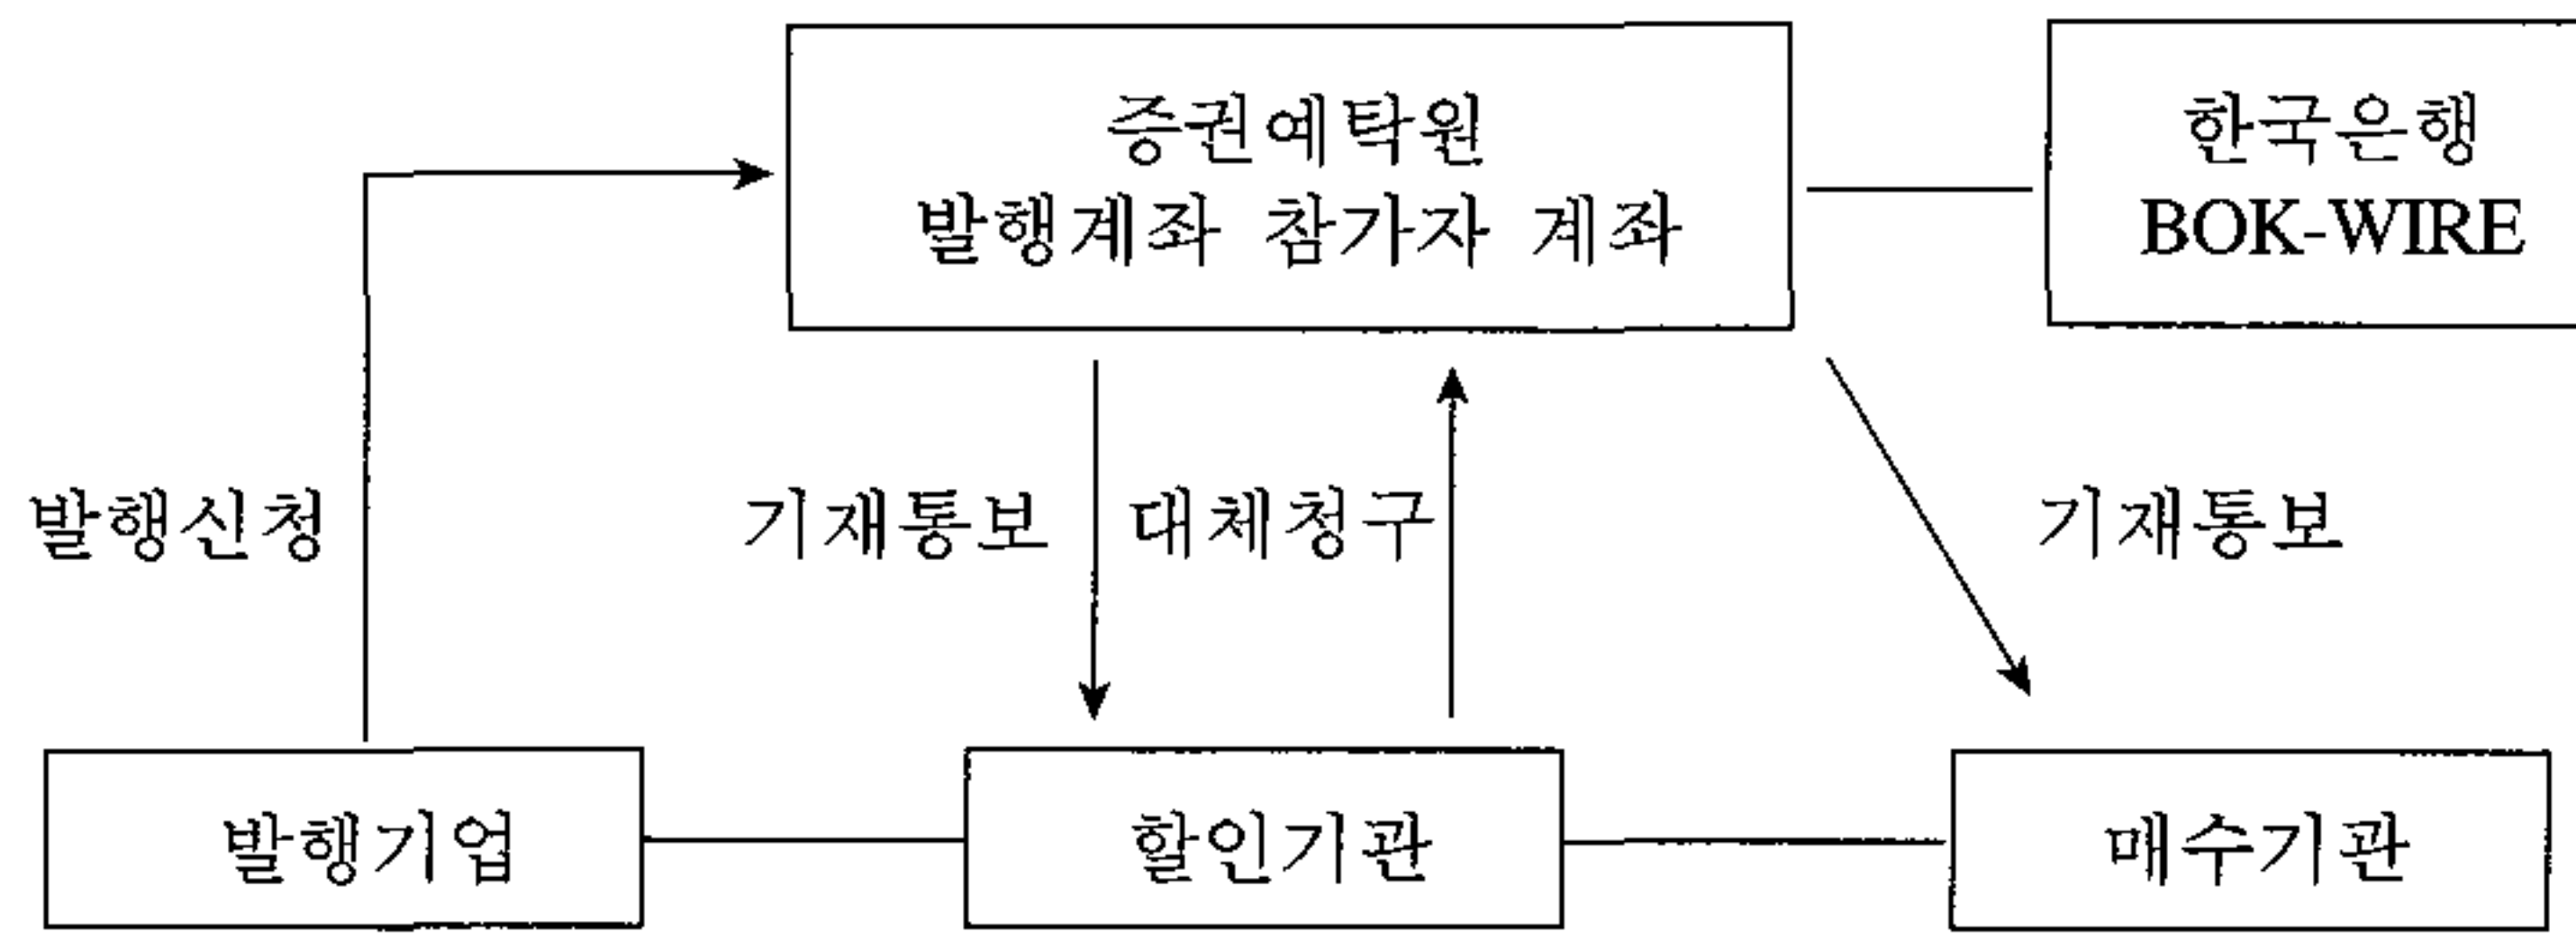 증권예탁원
발행계좌 참가자 계좌
한국은행
BOK-WIRE
발행신청
기재통보
대체청구
기재통보
발행기업
할인기관
매수기관